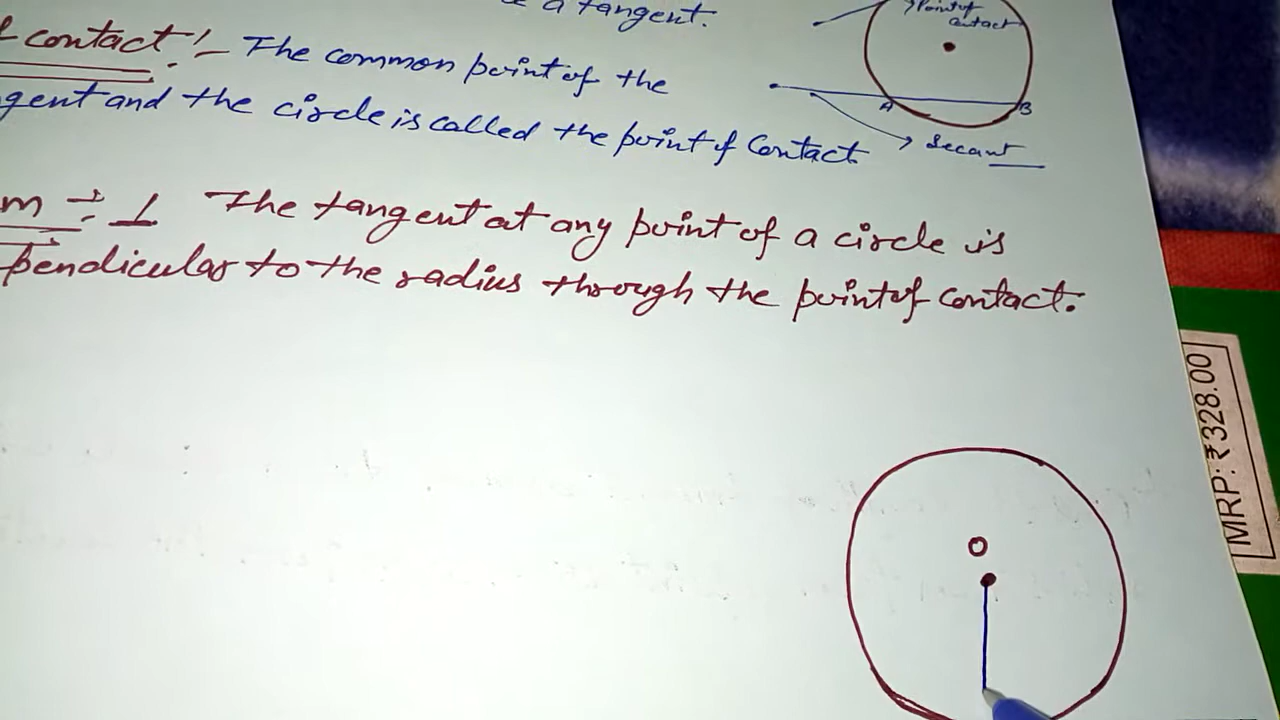 a tangent.
Point of
Contact
contact :- The common point of the
gent and the circle is called the point of Contact
A
B
Secant
m :- 1 The tangent at any point of a circle is
pendicular to the radius through the point of contact.
O
MRP: ₹328.00